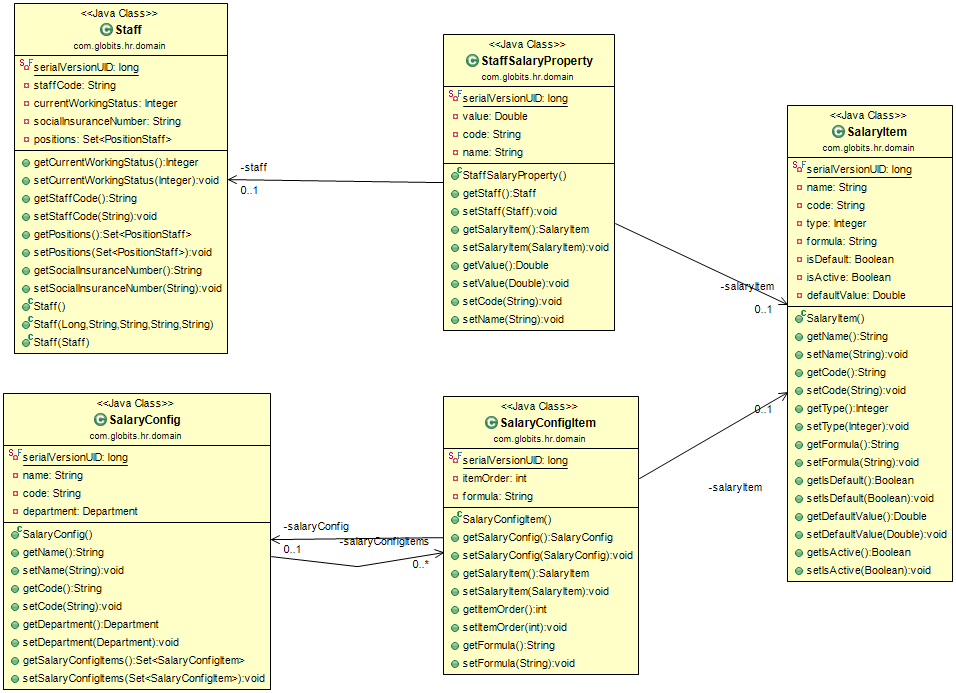 <<Java Class>>
Staff
com.globits.hr.domain
serialVersionUID: long
staffCode: String
currentWorkingStatus: Integer
socialInsuranceNumber: String
positions: Set<PositionStaff>
getCurrentWorkingStatus():Integer
setCurrentWorkingStatus(Integer):void
getStaffCode():String
setStaffCode(String):void
getPositions():Set<PositionStaff>
setPositions(Set<PositionStaff>):void
getSocialInsuranceNumber():String
setSocialInsuranceNumber(String):void
Staff()
Staff(Long,String,String,String,String)
Staff(Staff)
-staff
0..1
<<Java Class>>
StaffSalaryProperty
com.globits.hr.domain
serialVersionUID: long
value: Double
code: String
name: String
StaffSalaryProperty()
getStaff():Staff
setStaff(Staff):void
getSalaryItem():SalaryItem
setSalaryItem(SalaryItem):void
getValue():Double
setValue(Double):void
setCode(String):void
setName(String):void
-salaryItem
0..1
<<Java Class>>
SalaryItem
com.globits.hr.domain
serialVersionUID: long
name: String
code: String
type: Integer
formula: String
isDefault: Boolean
isActive: Boolean
defaultValue: Double
SalaryItem()
getName():String
setName(String):void
getCode():String
setCode(String):void
getType():Integer
setType(Integer):void
getFormula():String
setFormula(String):void
getIsDefault():Boolean
setIsDefault(Boolean):void
getDefaultValue():Double
setDefaultValue(Double):void
getIsActive():Boolean
setIsActive(Boolean):void
<<Java Class>>
SalaryConfig
com.globits.hr.domain
serialVersionUID: long
name: String
code: String
department: Department
SalaryConfig()
getName():String
setName(String):void
getCode():String
setCode(String):void
getDepartment():Department
setDepartment(Department):void
getSalaryConfigItems():Set<SalaryConfigItem>
setSalaryConfigItems(Set<SalaryConfigItem>):void
-salaryConfig
0..1
-salaryConfigItems
0..*
<<Java Class>>
SalaryConfigItem
com.globits.hr.domain
serialVersionUID: long
itemOrder: int
formula: String
SalaryConfigItem()
getSalaryConfig():SalaryConfig
setSalaryConfig(SalaryConfig):void
getSalaryItem():SalaryItem
setSalaryItem(SalaryItem):void
getItemOrder():int
setItemOrder(int):void
getFormula():String
setFormula(String):void
0..1
-salaryItem